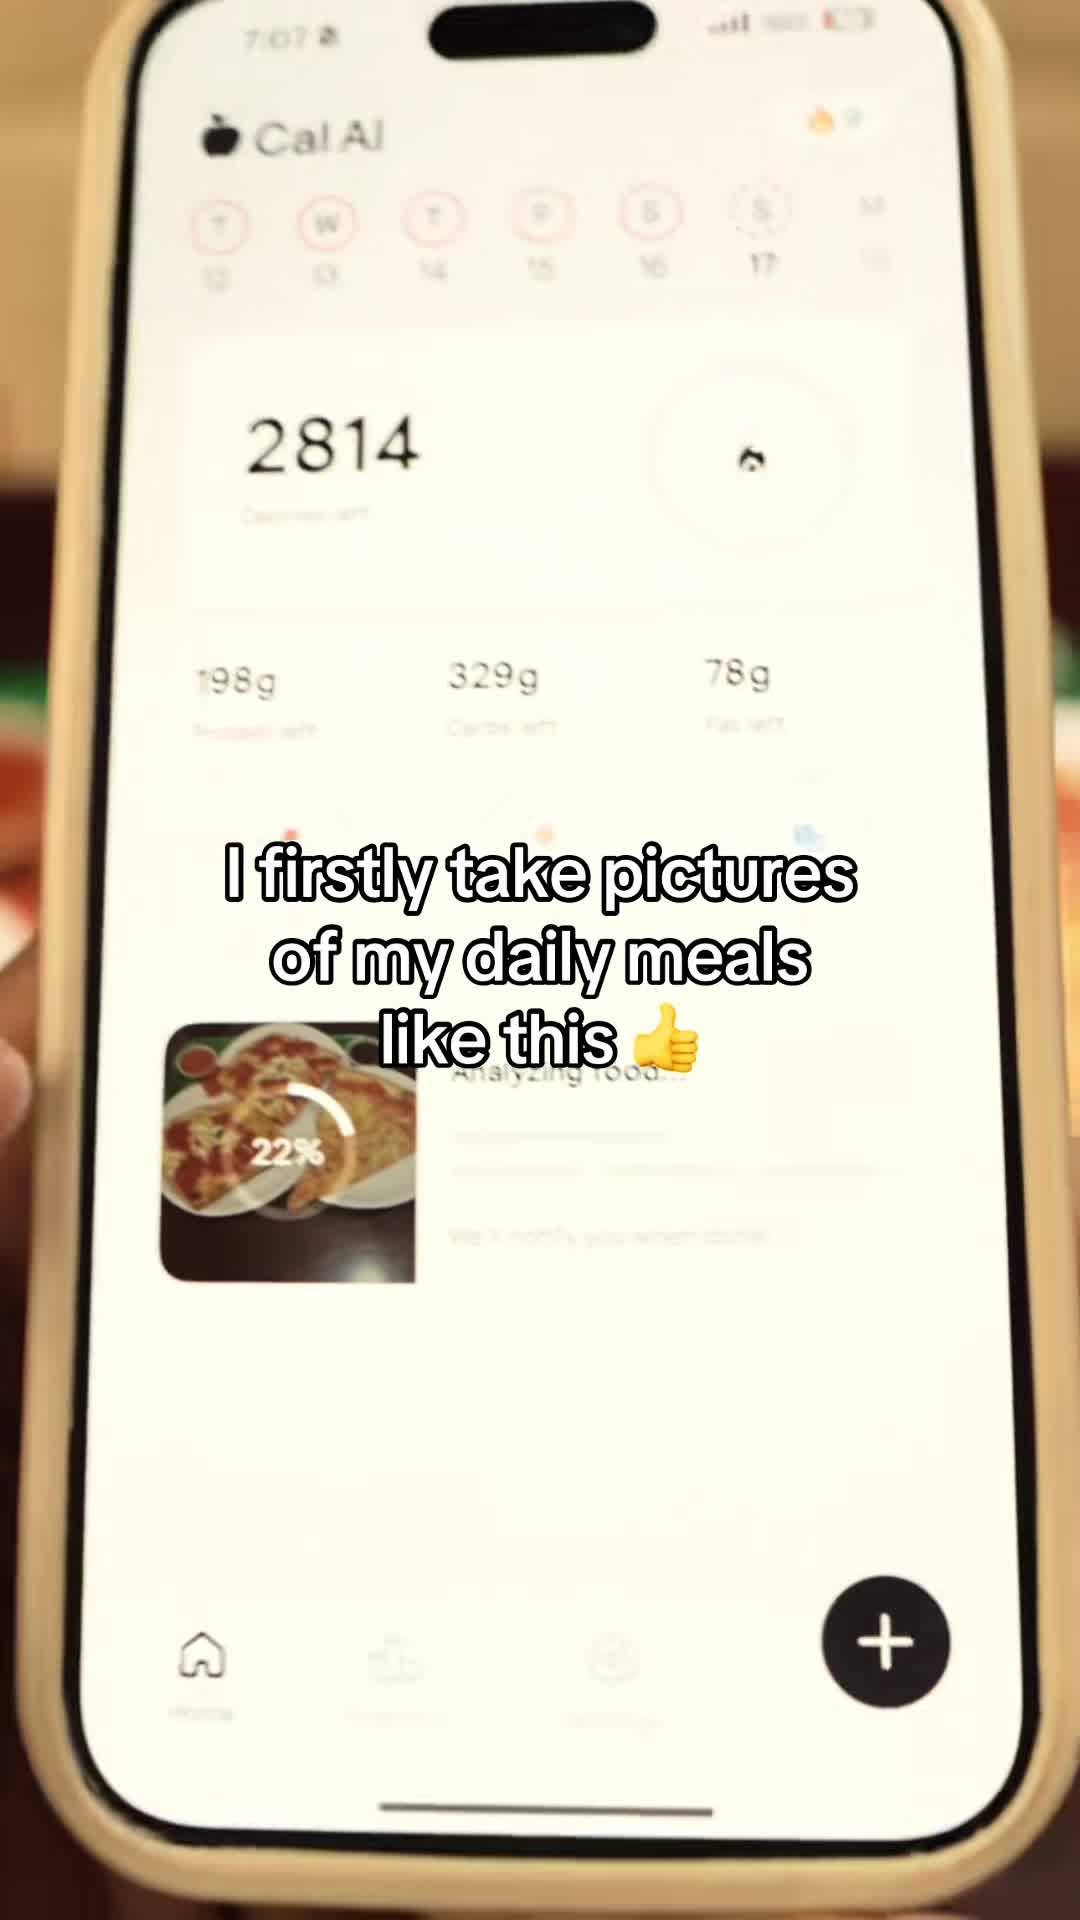 7:07
Cal AI
T W T F S S M
12 13 14 15 16 17
2814
Calories left
198g 329g 78g
Protein left Carbs left Fat left
I firstly take pictures
of my daily meals
like this 👍
Analyzing food...
22%
We'll notify you when done!
Home